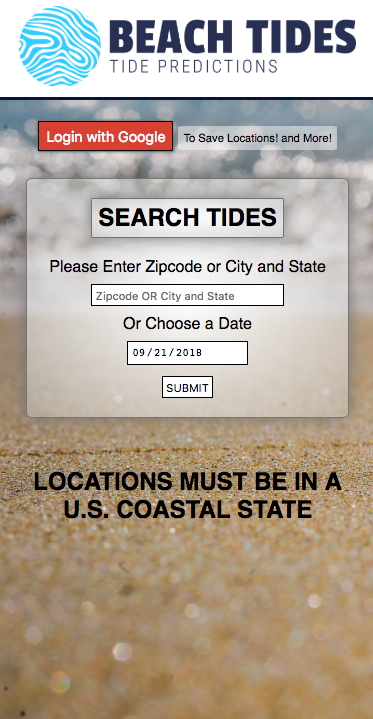 BEACH TIDES
TIDE PREDICTIONS
Login with Google
To Save Locations! and More!
SEARCH TIDES
Please Enter Zipcode or City and State
Zipcode OR City and State
Or Choose a Date
09/21/2018
SUBMIT
LOCATIONS MUST BE IN A
U.S. COASTAL STATE